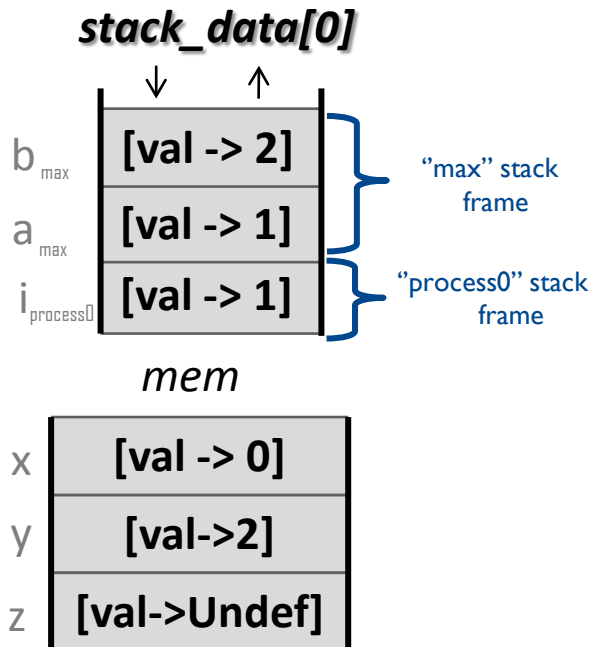 stack_data[0]
↓ ↑
b max [val -> 2]
a max [val -> 1]
i process0 [val -> 1]
‘’max’’ stack
frame
‘’process0’’ stack
frame
mem
x [val -> 0]
y [val->2]
z [val->Undef]